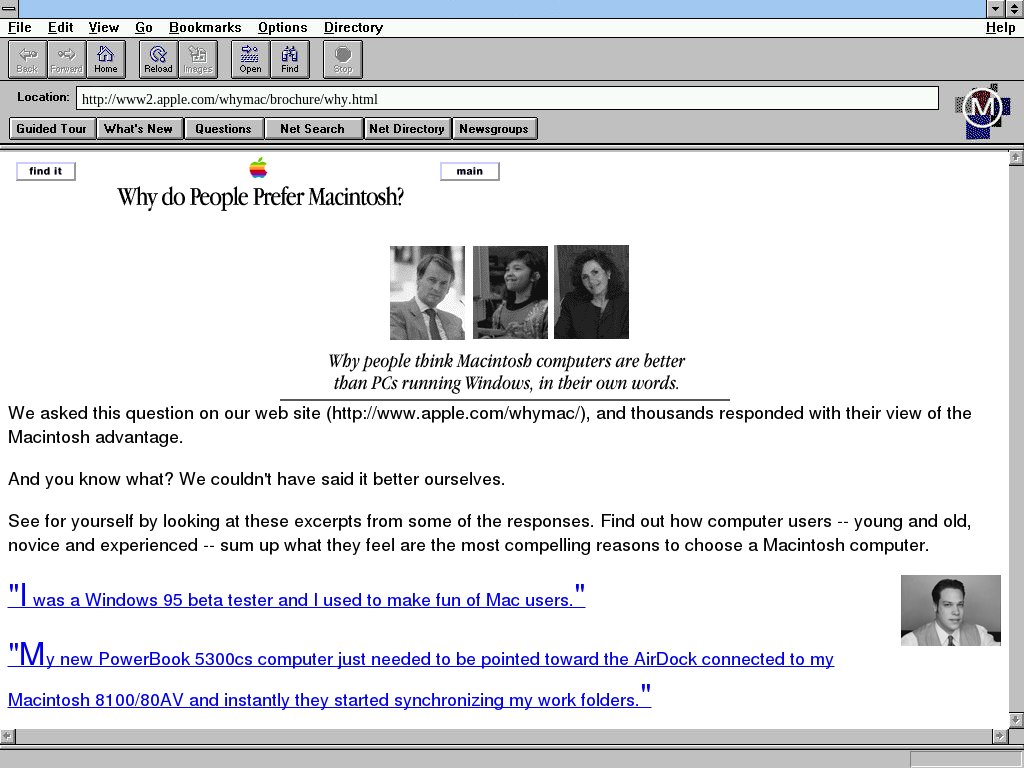 File Edit View Go Bookmarks Options Directory Help
Back Forward Home Reload Images Open Find Stop
Location: http://www2.apple.com/whymac/brochure/why.html
M
Guided Tour What's New Questions Net Search Net Directory Newsgroups
find it main
Why do People Prefer Macintosh?
Why people think Macintosh computers are better
than PCs running Windows, in their own words.
We asked this question on our web site (http://www.apple.com/whymac/), and thousands responded with their view of the
Macintosh advantage.
And you know what? We couldn't have said it better ourselves.
See for yourself by looking at these excerpts from some of the responses. Find out how computer users -- young and old,
novice and experienced -- sum up what they feel are the most compelling reasons to choose a Macintosh computer.
"I was a Windows 95 beta tester and I used to make fun of Mac users."
"My new PowerBook 5300cs computer just needed to be pointed toward the AirDock connected to my
Macintosh 8100/80AV and instantly they started synchronizing my work folders."